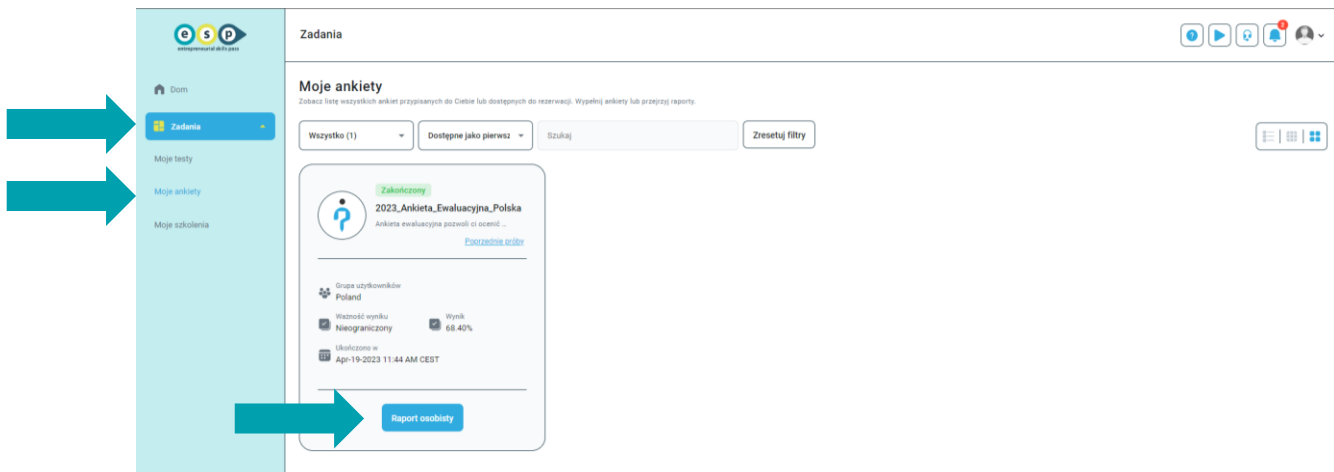 esp
entrepreneurial skills pass
Zadania
8
Dom
Zadania
Moje testy
Moje ankiety
Moje szkolenia
Moje ankiety
Zobacz listę wszystkich ankiet przypisanych do Ciebie lub dostępnych do rezerwacji. Wypełnij ankiety lub przejrzyj raporty.
Wszystko (1)
Dostępne jako pierwsz
Szukaj
Zresetuj filtry
Zakończony
2023_Ankieta_Ewaluacyjna_Polska
Ankieta ewaluacyjna pozwoli ci ocenić ...
Poprzednie próby
Grupa użytkowników
Poland
Ważność wyniku
Nieograniczony
Wynik
68.40%
Ukończono w
Apr-19-2023 11:44 AM CEST
Raport osobisty